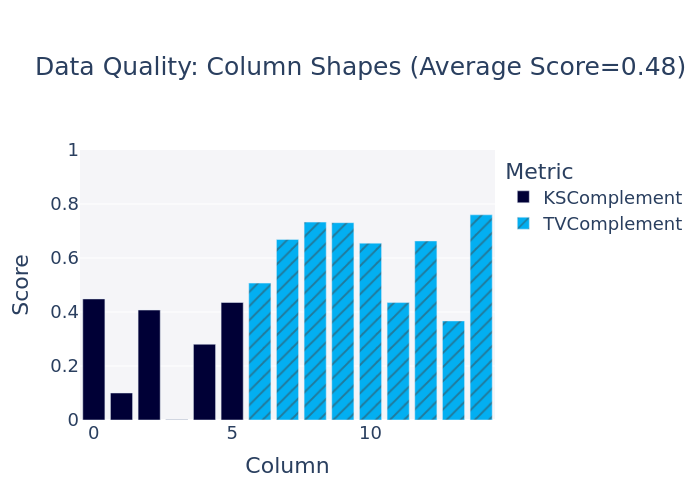 Data Quality: Column Shapes (Average Score=0.48)
1
0.8
0.6
0.4
0.2
0
Score
0 5 10
Column
Metric
KSComplement
TVComplement